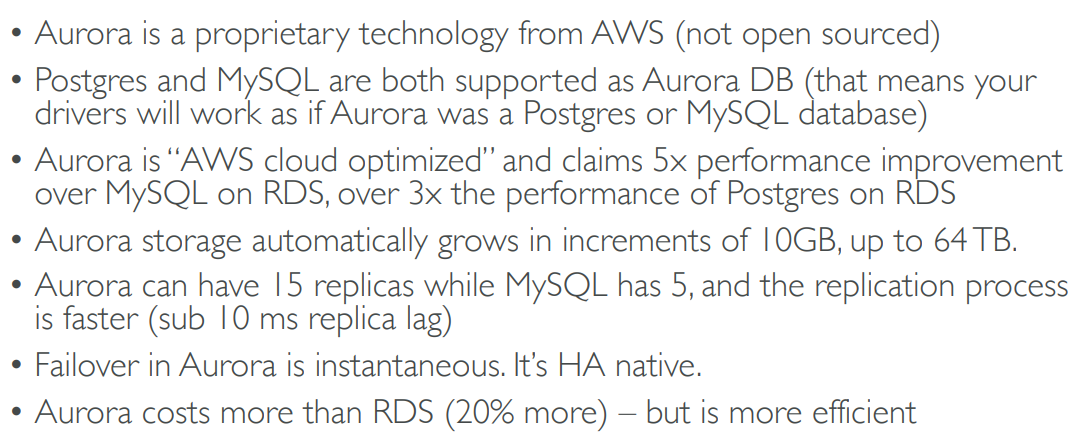 • Aurora is a proprietary technology from AWS (not open sourced)
• Postgres and MySQL are both supported as Aurora DB (that means your
drivers will work as if Aurora was a Postgres or MySQL database)
• Aurora is “AWS cloud optimized” and claims 5x performance improvement
over MySQL on RDS, over 3x the performance of Postgres on RDS
• Aurora storage automatically grows in increments of 10GB, up to 64 TB.
• Aurora can have 15 replicas while MySQL has 5, and the replication process
is faster (sub 10 ms replica lag)
• Failover in Aurora is instantaneous. It’s HA native.
• Aurora costs more than RDS (20% more) – but is more efficient